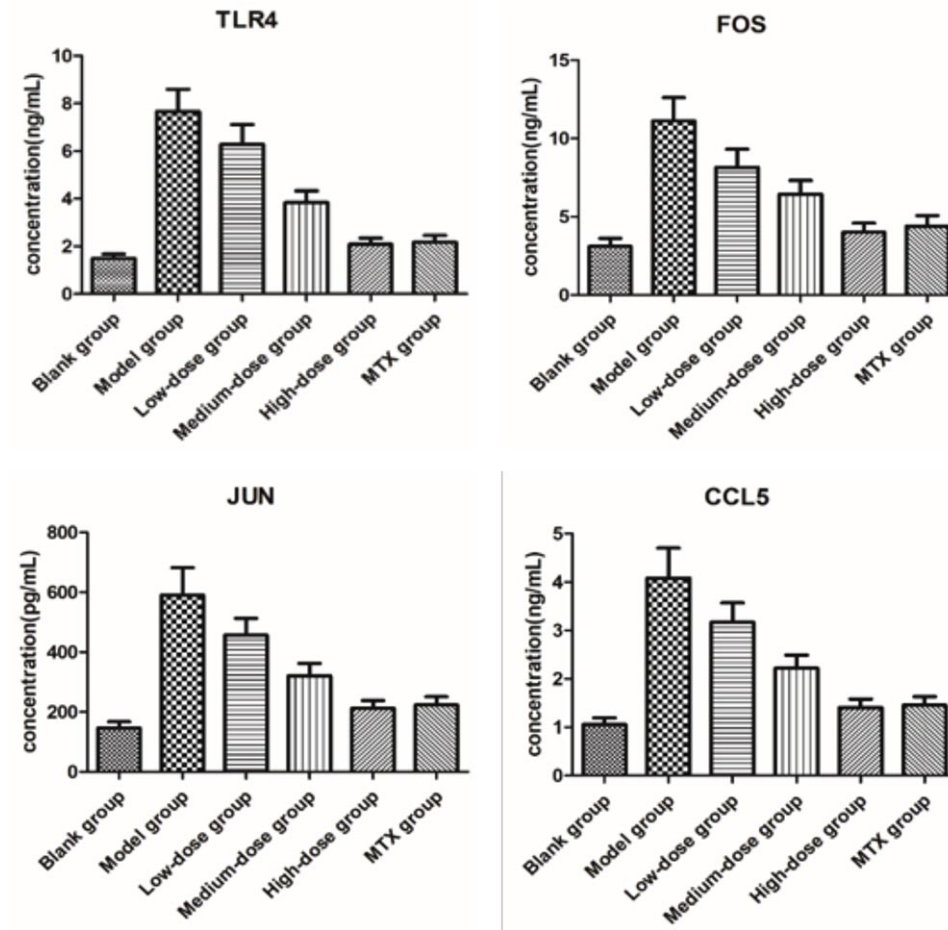 TLR4
concentration(ng/mL)
10
8
6
4
2
0
Blank group
Model group
Low-dose group
Medium-dose group
High-dose group
MTX group
FOS
concentration(ng/mL)
15
10
5
0
Blank group
Model group
Low-dose group
Medium-dose group
High-dose group
MTX group
JUN
concentration(pg/mL)
800
600
400
200
0
Blank group
Model group
Low-dose group
Medium-dose group
High-dose group
MTX group
CCL5
concentration(ng/mL)
5
4
3
2
1
0
Blank group
Model group
Low-dose group
Medium-dose group
High-dose group
MTX group